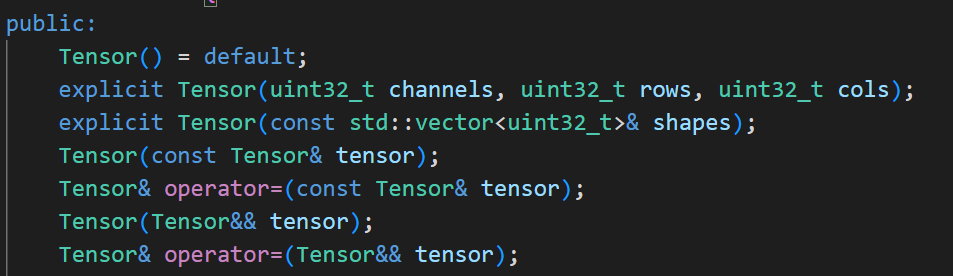 public:
    Tensor() = default;
    explicit Tensor(uint32_t channels, uint32_t rows, uint32_t cols);
    explicit Tensor(const std::vector<uint32_t>& shapes);
    Tensor(const Tensor& tensor);
    Tensor& operator=(const Tensor& tensor);
    Tensor(Tensor&& tensor);
    Tensor& operator=(Tensor&& tensor);